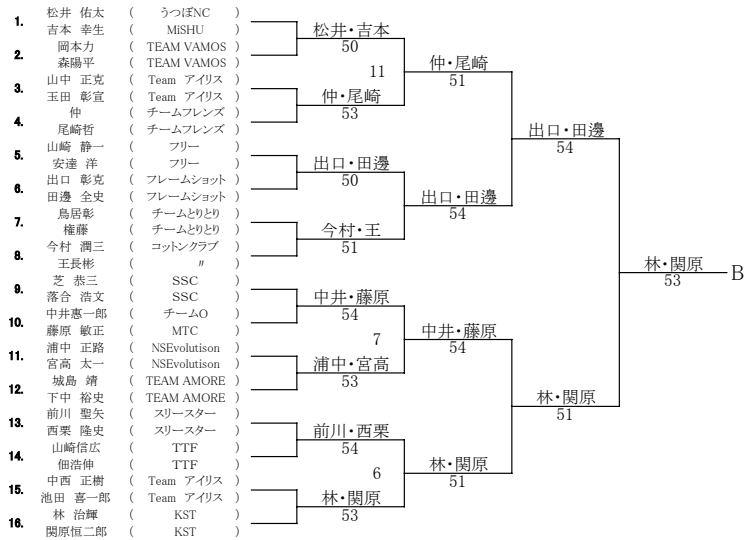 1. 松井 佑太 ( うつぼNC )
吉本 幸生 ( MiSHU )
2. 岡本力 ( TEAM VAMOS )
森陽平 ( TEAM VAMOS )
3. 山中 正克 ( Team アイリス )
玉田 彰宣 ( Team アイリス )
4. 仲 ( チームフレンズ )
尾崎哲 ( チームフレンズ )
5. 山崎 静一 ( フリー )
安達 洋 ( フリー )
6. 出口 彰克 ( フレームショット )
田邊 全史 ( フレームショット )
7. 鳥居彰 ( チームとりとり )
権藤 ( チームとりとり )
8. 今村 潤三 ( コットンクラブ )
王長彬 ( 〃 )
9. 芝 恭三 ( SSC )
落合 浩文 ( SSC )
10. 中井惠一郎 ( チームO )
藤原 敏正 ( MTC )
11. 浦中 正路 ( NSEvolutison )
宮高 太一 ( NSEvolutison )
12. 城島 靖 ( TEAM AMORE )
下中 裕史 ( TEAM AMORE )
13. 前川 聖矢 ( スリースター )
西栗 隆史 ( スリースター )
14. 山崎信広 ( TTF )
佃浩伸 ( TTF )
15. 中西 正樹 ( Team アイリス )
池田 喜一郎 ( Team アイリス )
16. 林 治輝 ( KST )
関原恒二郎 ( KST )
松井・吉本
50
11
仲・尾崎
53
出口・田邊
50
今村・王
51
中井・藤原
54
7
浦中・宮高
53
前川・西栗
54
6
林・関原
53
仲・尾崎
51
出口・田邊
54
中井・藤原
54
林・関原
51
出口・田邊
54
林・関原
51
林・関原
53
B